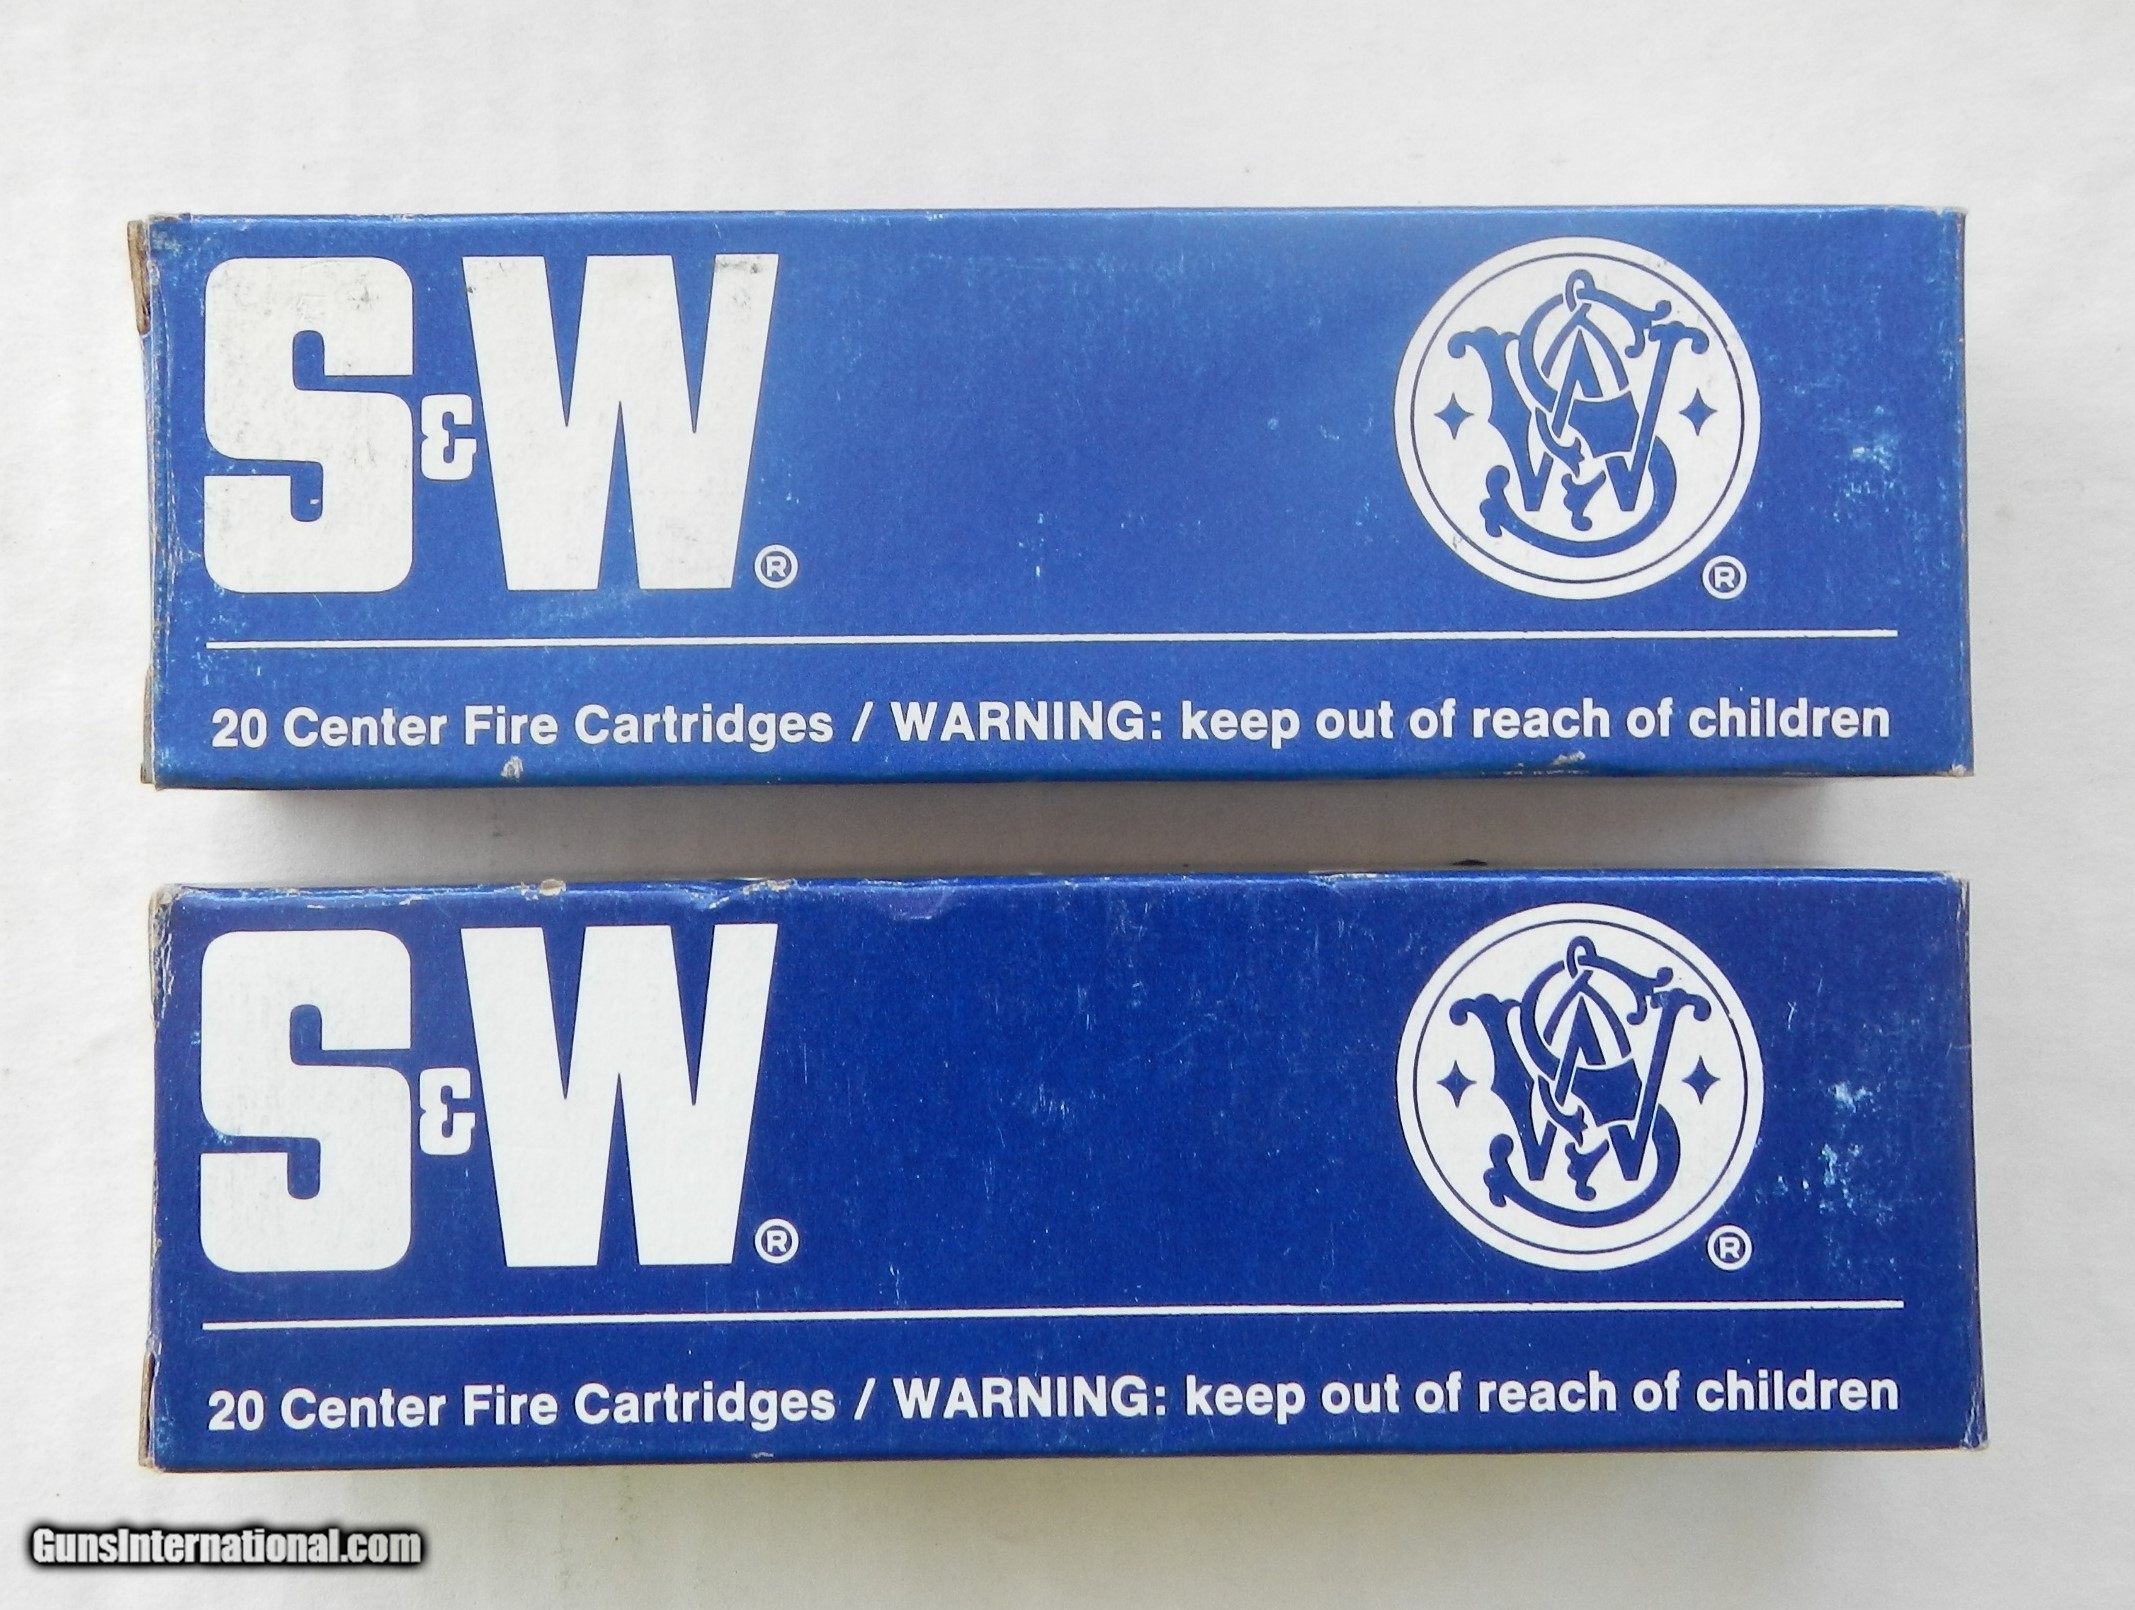 S&W®
®
20 Center Fire Cartridges / WARNING: keep out of reach of children
S&W®
®
20 Center Fire Cartridges / WARNING: keep out of reach of children
GunsInternational.com